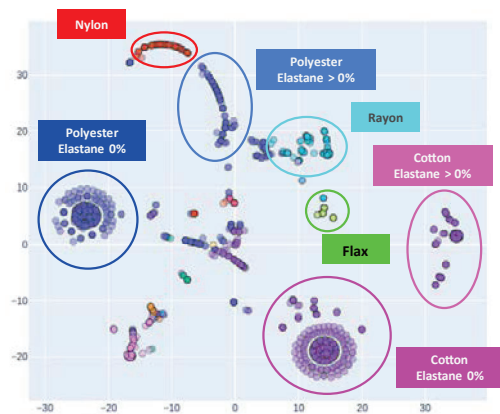 Nylon
Polyester
Elastane > 0%
Rayon
Polyester
Elastane 0%
Cotton
Elastane > 0%
Flax
Cotton
Elastane 0%
30
20
10
0
−10
−20
−30
−20
−10
0
10
20
30